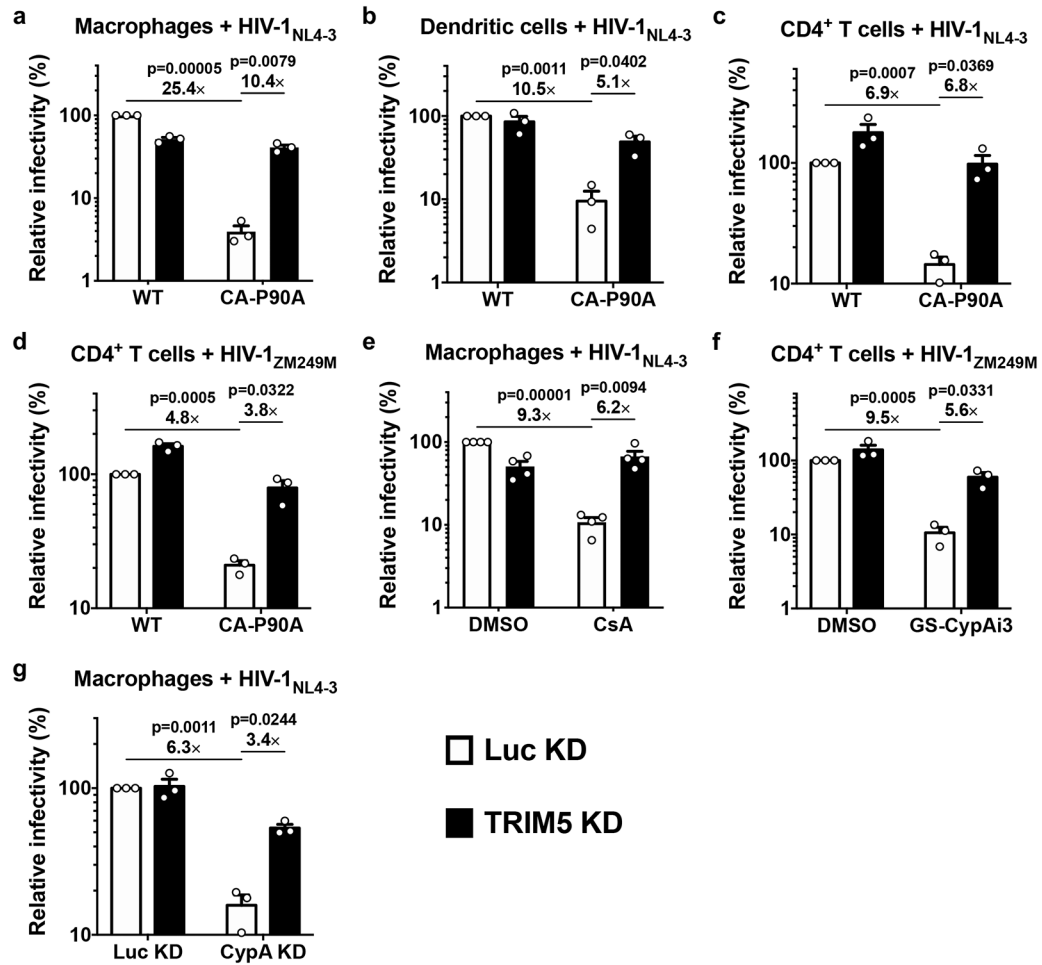 a Macrophages + HIV-1NL4-3
Relative infectivity (%)
p=0.00005 p=0.0079
25.4× 10.4×
100
10
1
WT CA-P90A
b Dendritic cells + HIV-1NL4-3
Relative infectivity (%)
p=0.0011 p=0.0402
10.5× 5.1×
100
10
1
WT CA-P90A
c CD4+ T cells + HIV-1NL4-3
Relative infectivity (%)
p=0.0007 p=0.0369
6.9× 6.8×
100
10
WT CA-P90A
d CD4+ T cells + HIV-1ZM249M
Relative infectivity (%)
p=0.0005 p=0.0322
4.8× 3.8×
100
10
WT CA-P90A
e Macrophages + HIV-1NL4-3
Relative infectivity (%)
p=0.00001 p=0.0094
9.3× 6.2×
100
10
1
DMSO CsA
f CD4+ T cells + HIV-1ZM249M
Relative infectivity (%)
p=0.0005 p=0.0331
9.5× 5.6×
100
10
1
DMSO GS-CypAi3
g Macrophages + HIV-1NL4-3
Relative infectivity (%)
p=0.0011 p=0.0244
6.3× 3.4×
100
10
Luc KD CypA KD
Luc KD
TRIM5 KD